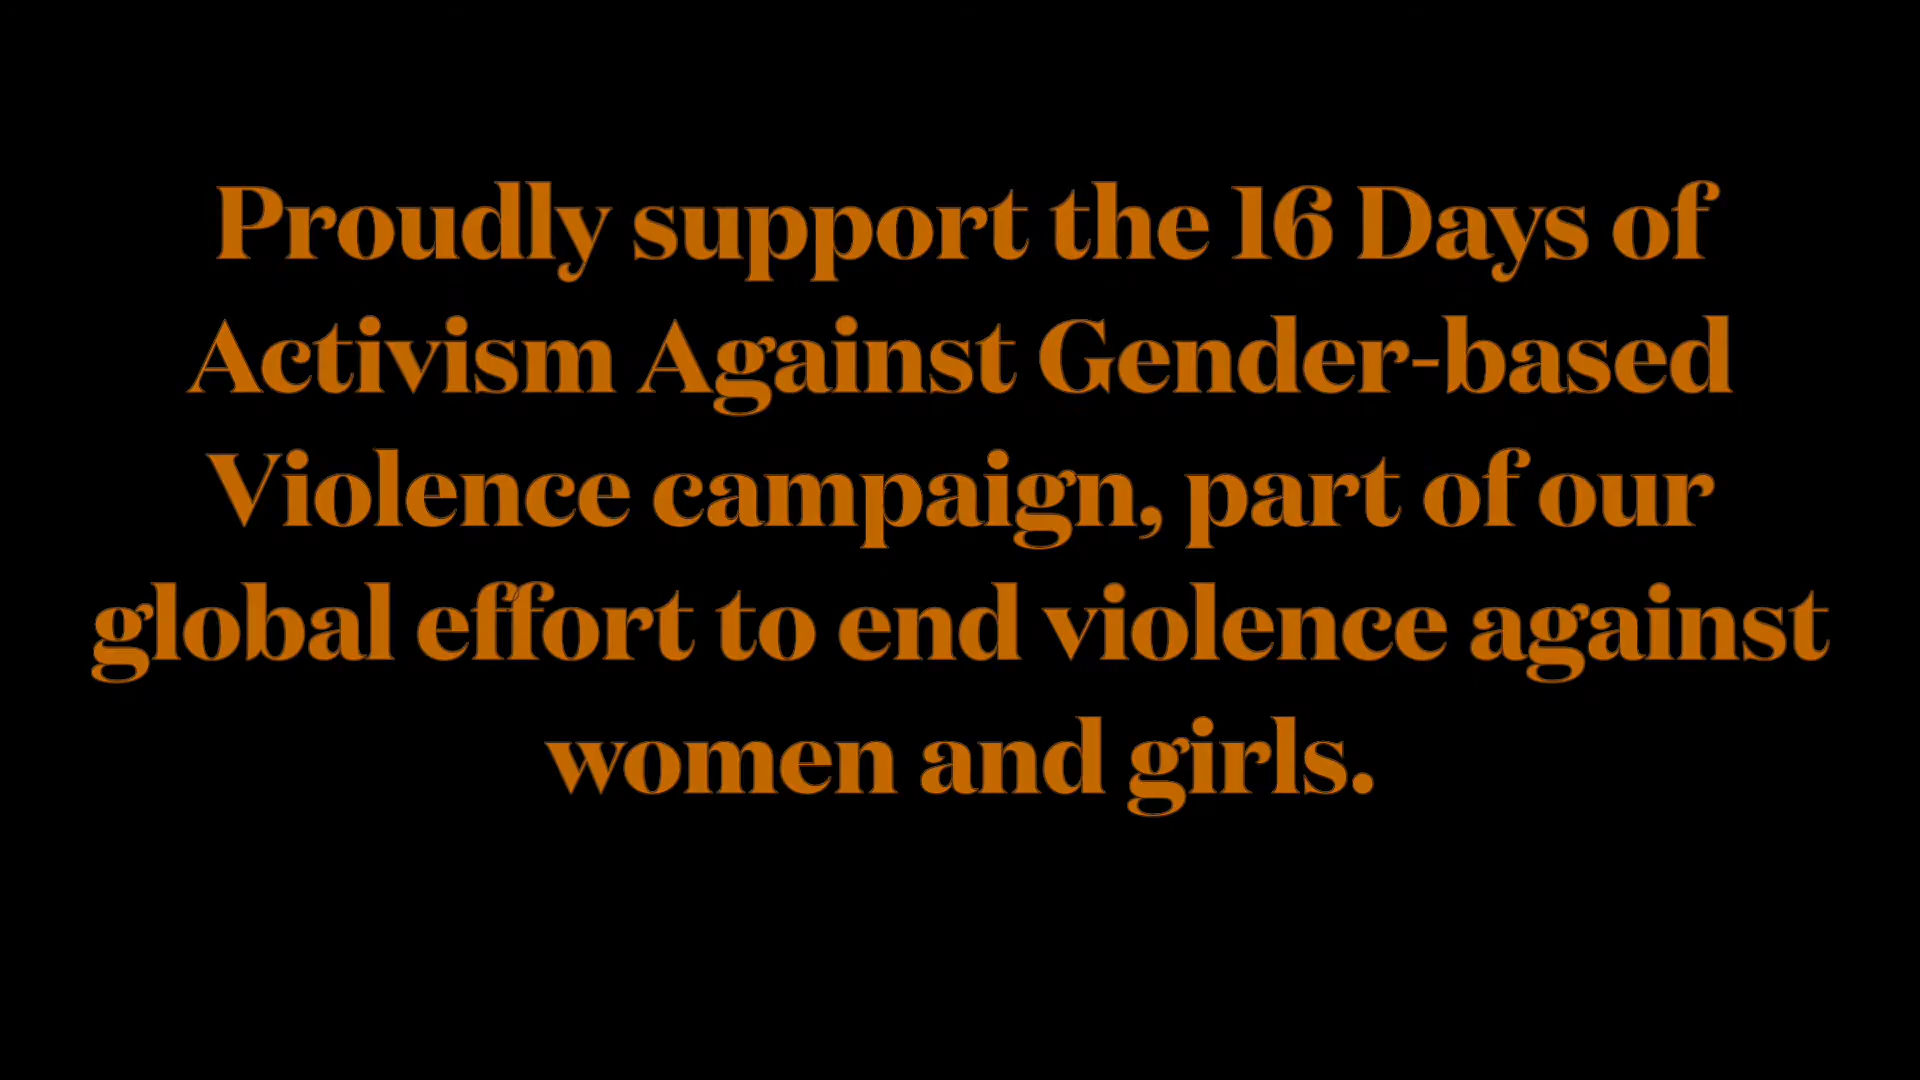 Proudly support the 16 Days of
Activism Against Gender-based
Violence campaign, part of our
global effort to end violence against
women and girls.